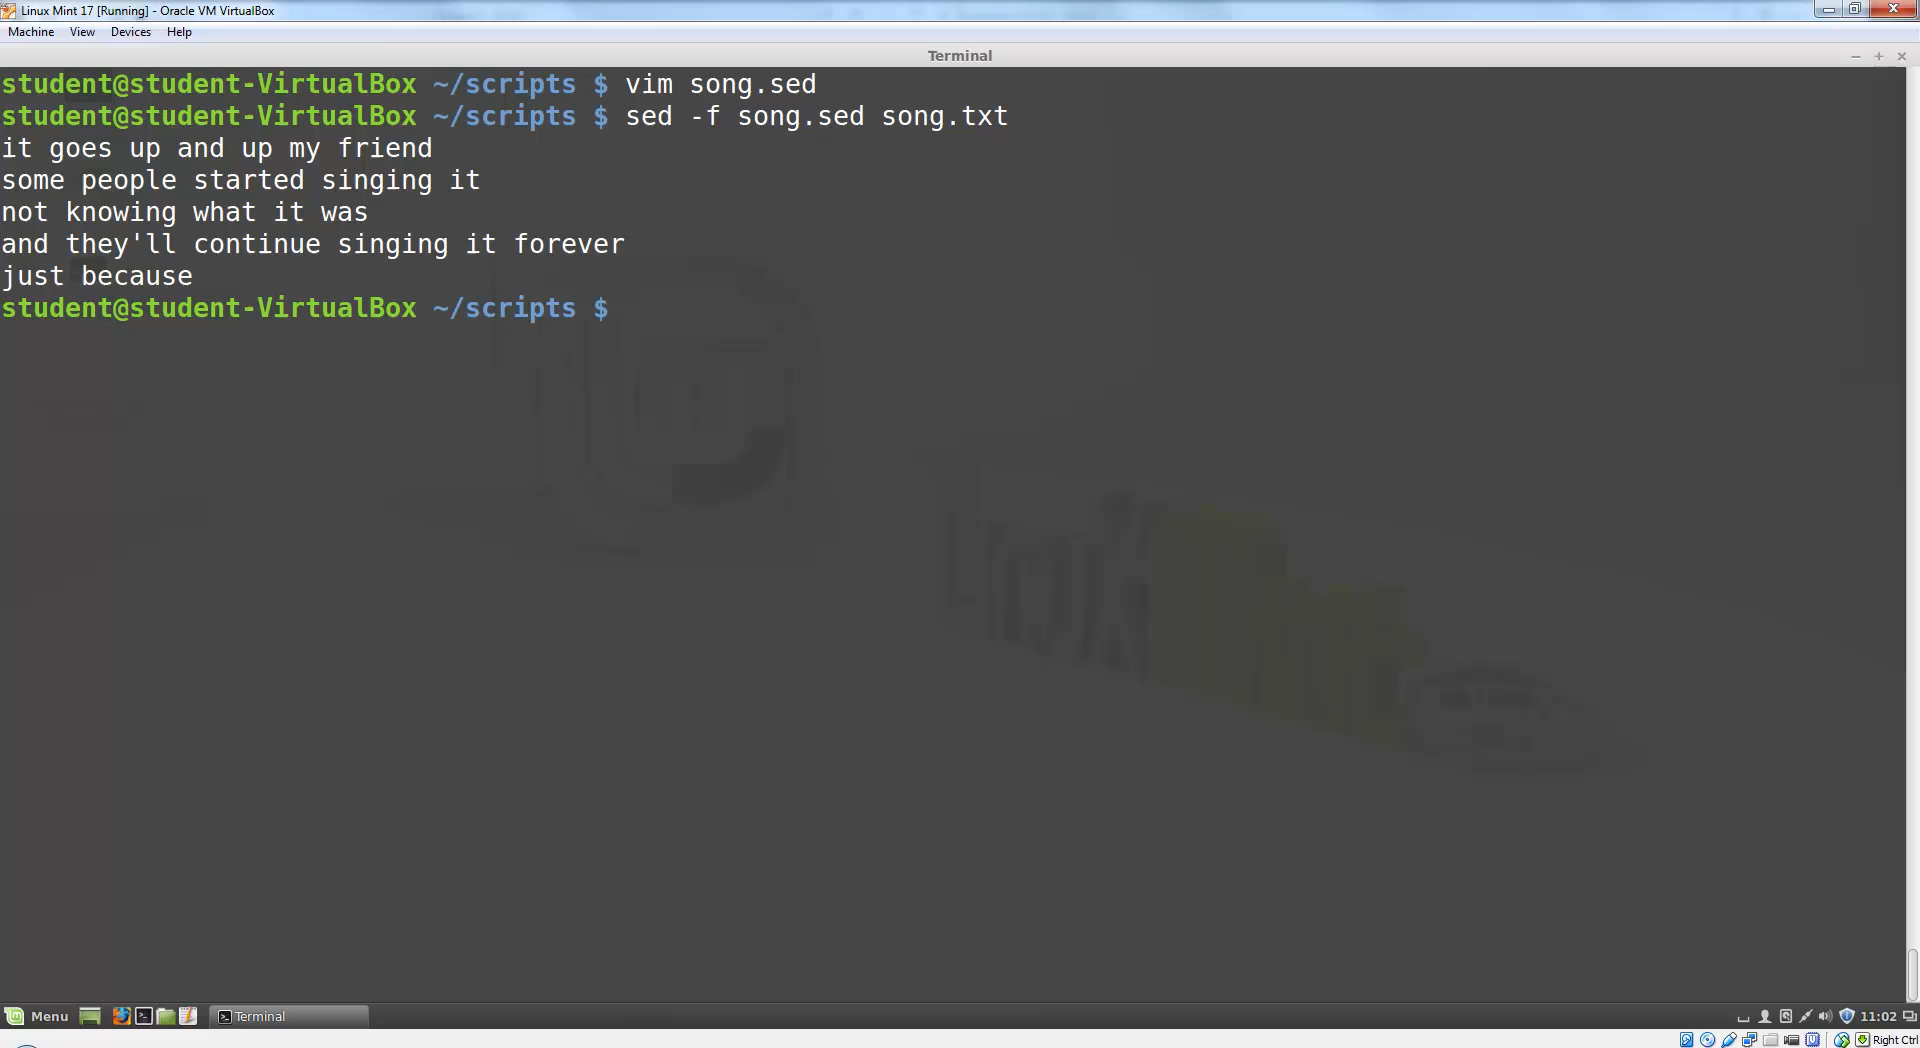 Linux Mint 17 [Running] - Oracle VM VirtualBox
Machine View Devices Help
Terminal
student@student-VirtualBox ~/scripts $ vim song.sed
student@student-VirtualBox ~/scripts $ sed -f song.sed song.txt
it goes up and up my friend
some people started singing it
not knowing what it was
and they'll continue singing it forever
just because
student@student-VirtualBox ~/scripts $
Menu Terminal 11:02
Right Ctrl